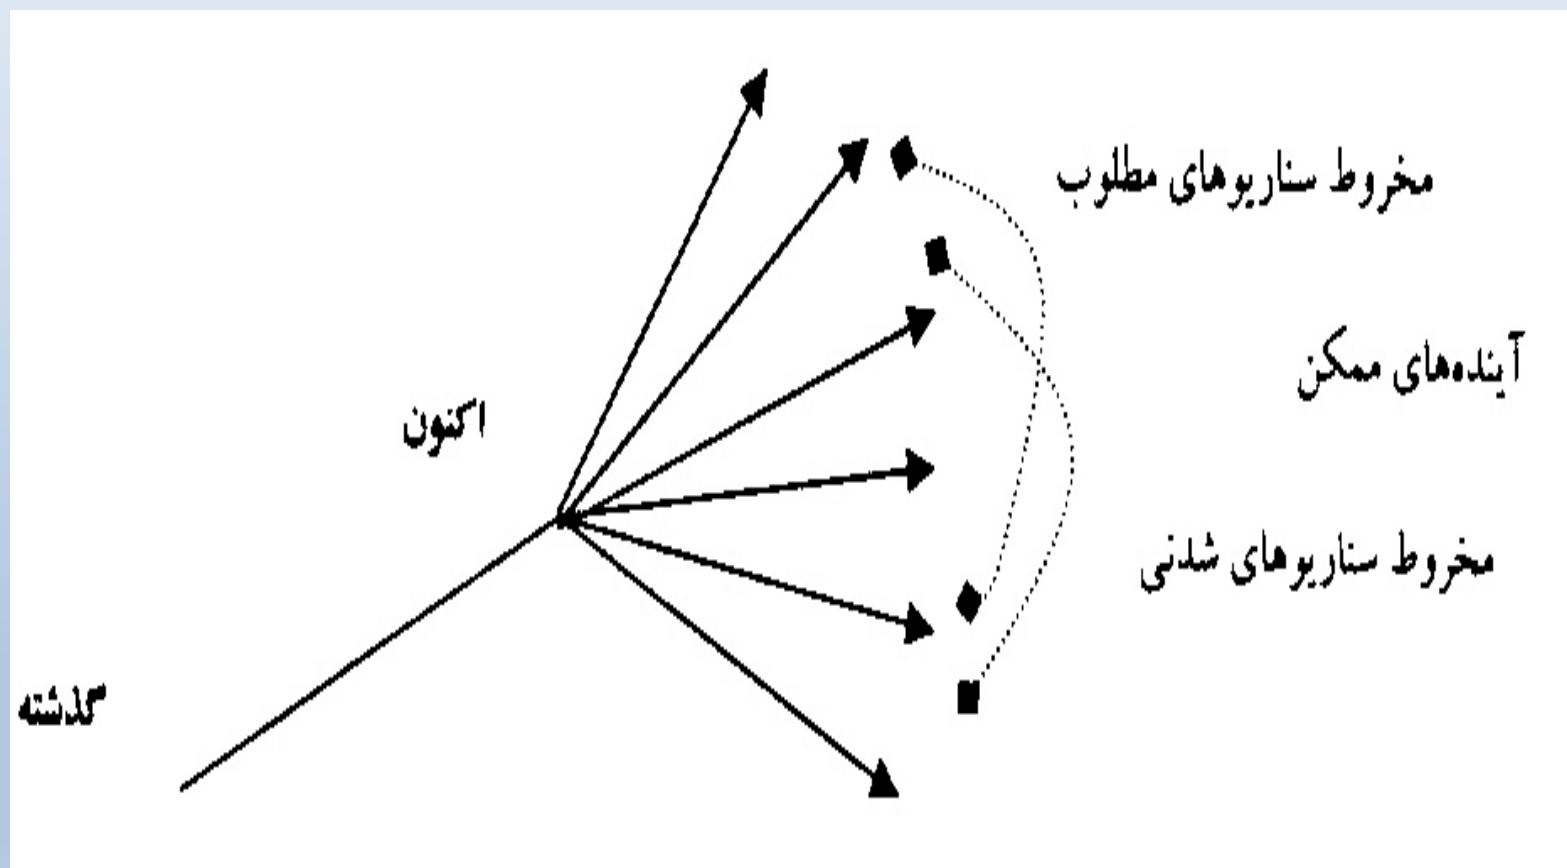 مخروط سناریوهای مطلوب
آینده‌های ممکن
اکنون
مخروط سناریوهای شدنی
گذشته